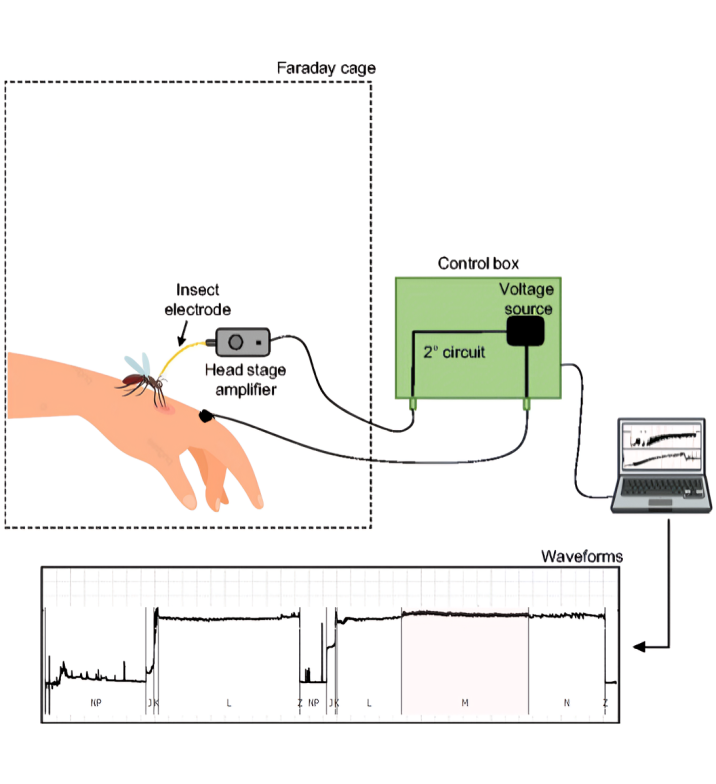 Faraday cage
Control box
Voltage
source
2° circuit
Insect
electrode
Head stage
amplifier
Waveforms
NP J K L Z NP J K L M N Z